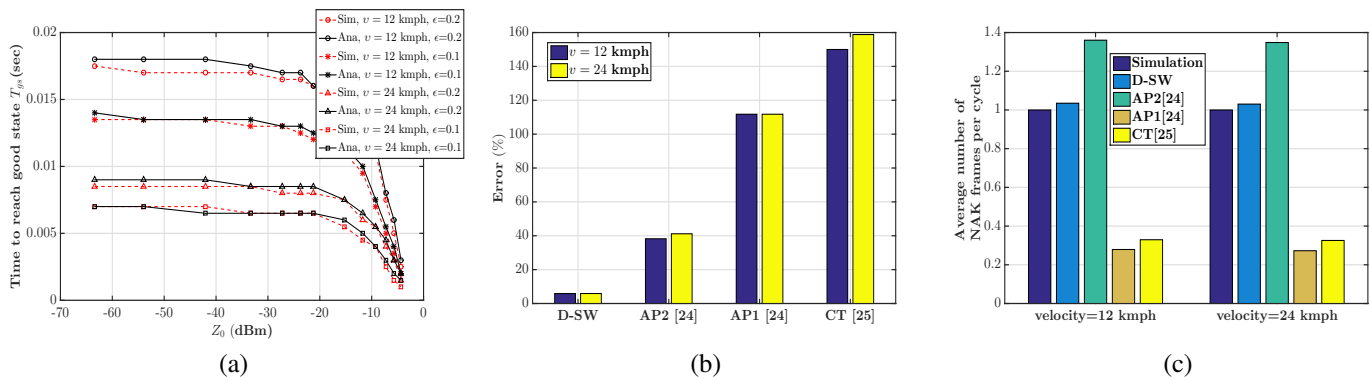 Time to reach good state T_gs (sec)
0.02
0.015
0.01
0.005
0
-70
-60
-50
-40
-30
-20
-10
0
Z_0 (dBm)
Sim, v = 12 kmph, ϵ=0.2
Ana, v = 12 kmph, ϵ=0.2
Sim, v = 12 kmph, ϵ=0.1
Ana, v = 12 kmph, ϵ=0.1
Sim, v = 24 kmph, ϵ=0.2
Ana, v = 24 kmph, ϵ=0.2
Sim, v = 24 kmph, ϵ=0.1
Ana, v = 24 kmph, ϵ=0.1
(a)
Error (%)
160
140
120
100
80
60
40
20
0
v = 12 kmph
v = 24 kmph
D-SW
AP2 [24]
AP1 [24]
CT [25]
(b)
Average number of
NAK frames per cycle
1.4
1.2
1
0.8
0.6
0.4
0.2
0
Simulation
D-SW
AP2[24]
AP1[24]
CT[25]
velocity=12 kmph
velocity=24 kmph
(c)